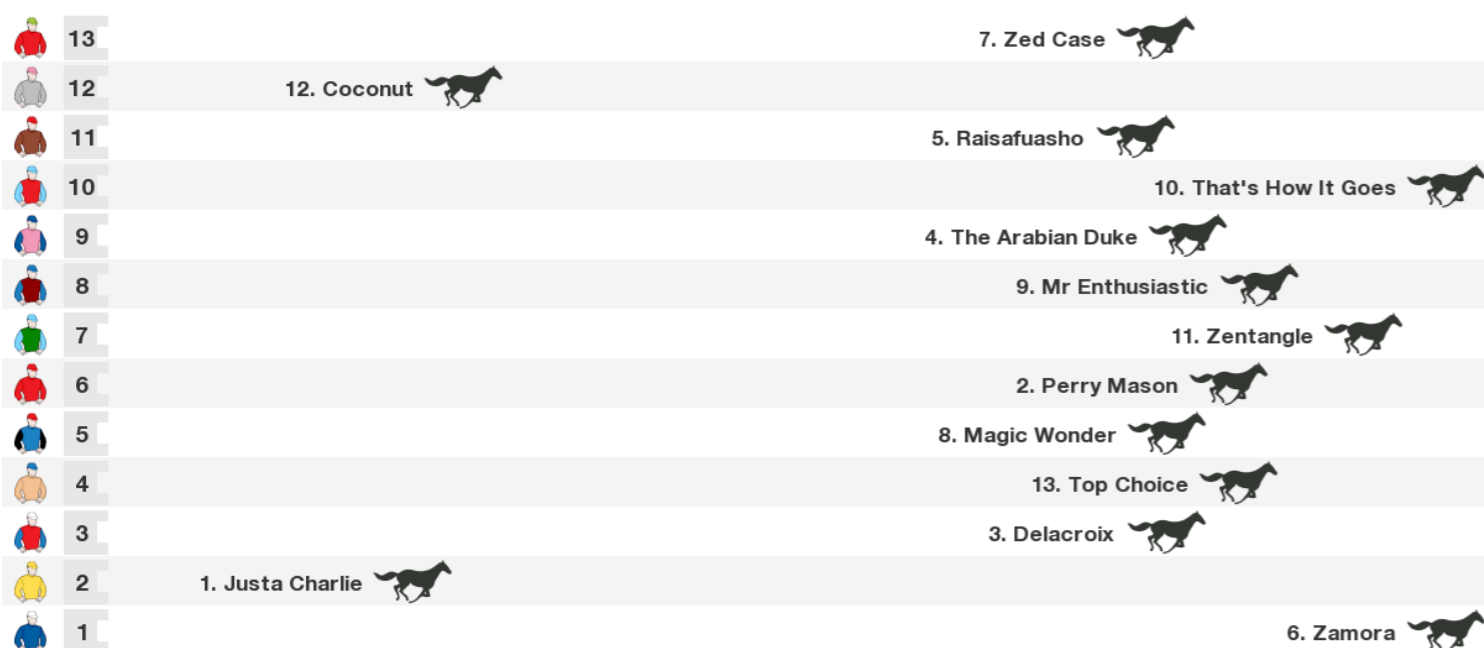 13 7. Zed Case
12 12. Coconut
11 5. Raisafuasho
10 10. That's How It Goes
9 4. The Arabian Duke
8 9. Mr Enthusiastic
7 11. Zentangle
6 2. Perry Mason
5 8. Magic Wonder
4 13. Top Choice
3 3. Delacroix
2 1. Justa Charlie
1 6. Zamora